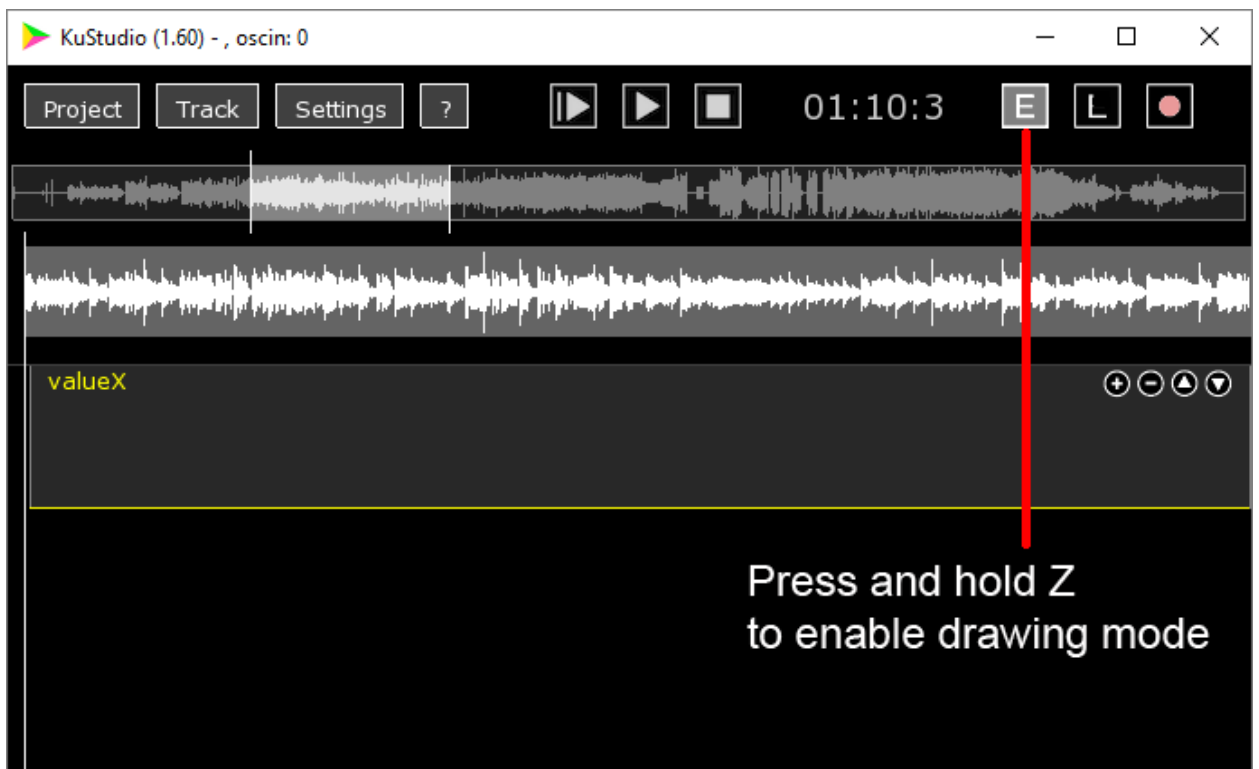 KuStudio (1.60) - , oscin: 0
Project Track Settings ? 01:10:3 E L
valueX
Press and hold Z
to enable drawing mode